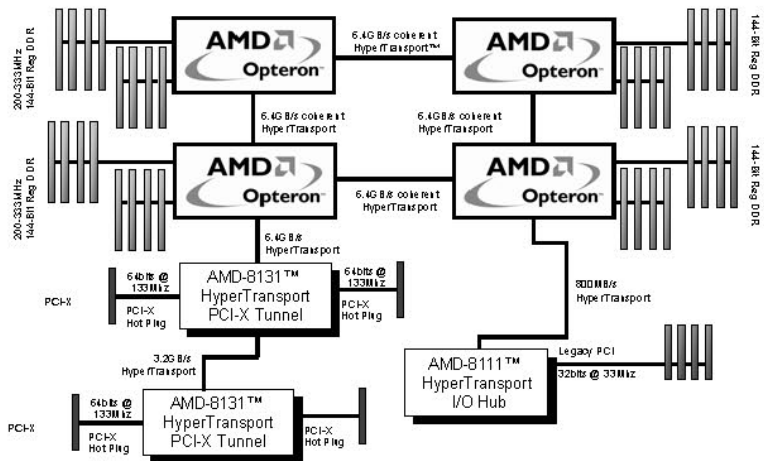 AMD
Opteron™
6.4GB/s coherent
HyperTransport™
AMD
Opteron™
200-333MHz
144-Bit Reg DDR
144-Bit Reg DDR
6.4GB/s coherent
HyperTransport
6.4GB/s coherent
HyperTransport
AMD
Opteron™
6.4GB/s coherent
HyperTransport
AMD
Opteron™
200-333MHz
144-Bit Reg DDR
144-Bit Reg DDR
6.4GB/s
HyperTransport
800MB/s
HyperTransport
PCI-X
64bits @
133Mhz
PCI-X
Hot Plug
AMD-8131™
HyperTransport
PCI-X Tunnel
64bits @
133Mhz
PCI-X
Hot Plug
3.2GB/s
HyperTransport
AMD-8111™
HyperTransport
I/O Hub
Legacy PCI
32bits @ 33Mhz
PCI-X
64bits @
133Mhz
PCI-X
Hot Plug
AMD-8131™
HyperTransport
PCI-X Tunnel
PCI-X
Hot Plug